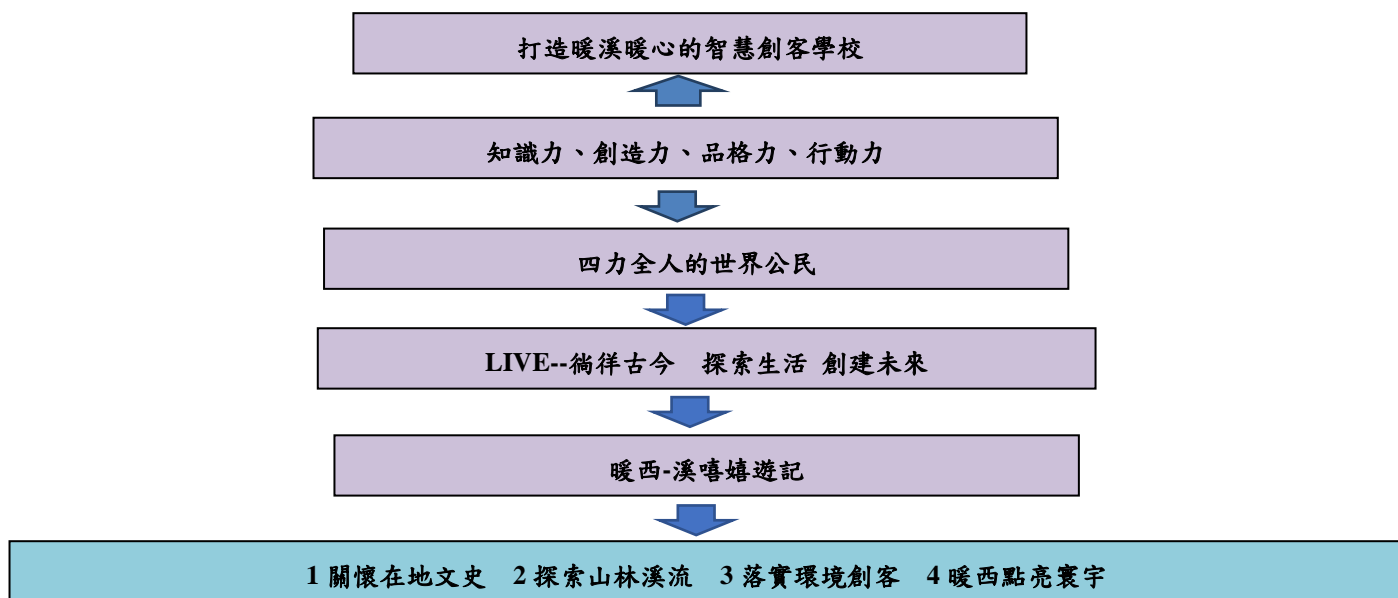 打造暖溪暖心的智慧創客學校
知識力、創造力、品格力、行動力
四力全人的世界公民
LIVE--徜徉古今　探索生活 創建未來
暖西-溪嘻嬉遊記
1 關懷在地文史　2 探索山林溪流　3 落實環境創客　4 暖西點亮寰宇